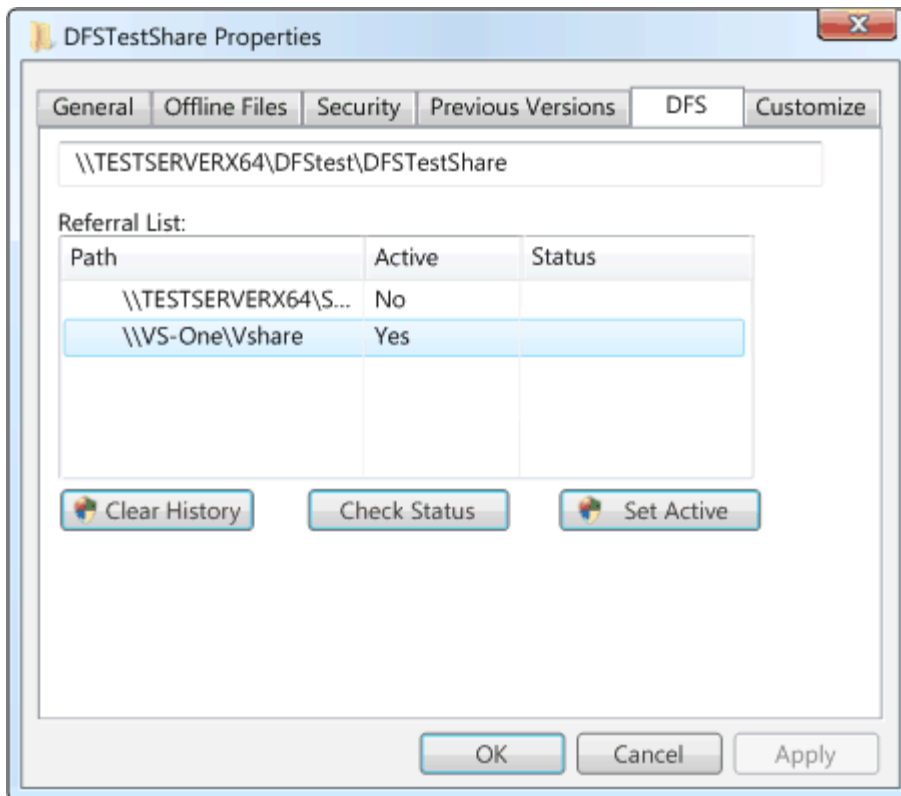 DFSTestShare Properties
General Offline Files Security Previous Versions DFS Customize
\\TESTSERVERX64\DFStest\DFSTestShare
Referral List:
Path Active Status
\\TESTSERVERX64\S... No
\\VS-One\Vshare Yes
Clear History Check Status Set Active
OK Cancel Apply